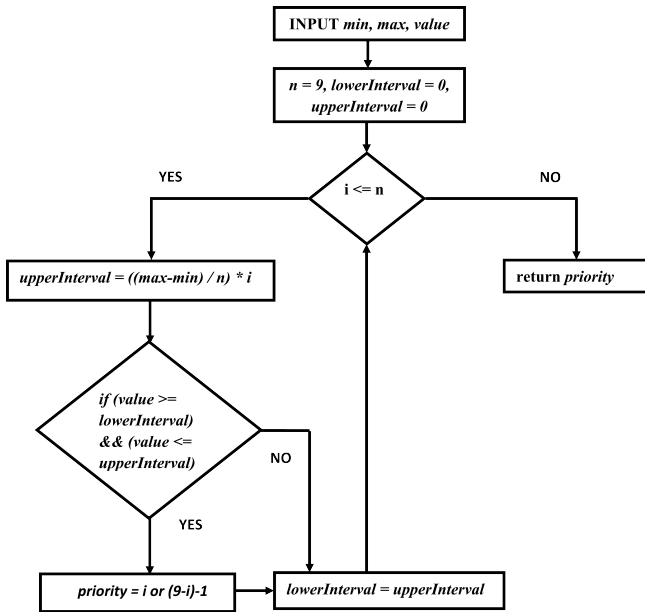 INPUT min, max, value
n = 9, lowerInterval = 0,
upperInterval = 0
i <= n
YES
NO
upperInterval = ((max-min) / n) * i
return priority
if (value >=
lowerInterval)
&& (value <=
upperInterval)
NO
YES
priority = i or (9-i)-1
lowerInterval = upperInterval